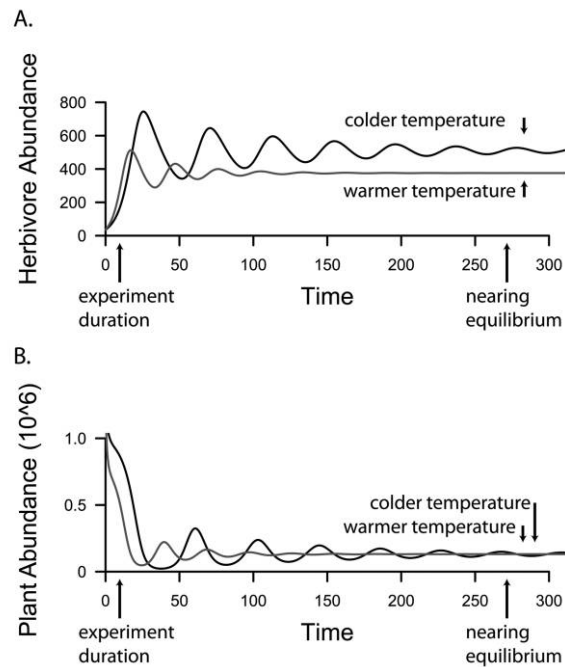 A.
Herbivore Abundance
800
600
400
200
0
colder temperature
warmer temperature
0 50 100 150 200 250 300
experiment
duration
Time
nearing
equilibrium
B.
Plant Abundance (10^6)
1.0
0.5
0
colder temperature
warmer temperature
0 50 100 150 200 250 300
experiment
duration
Time
nearing
equilibrium